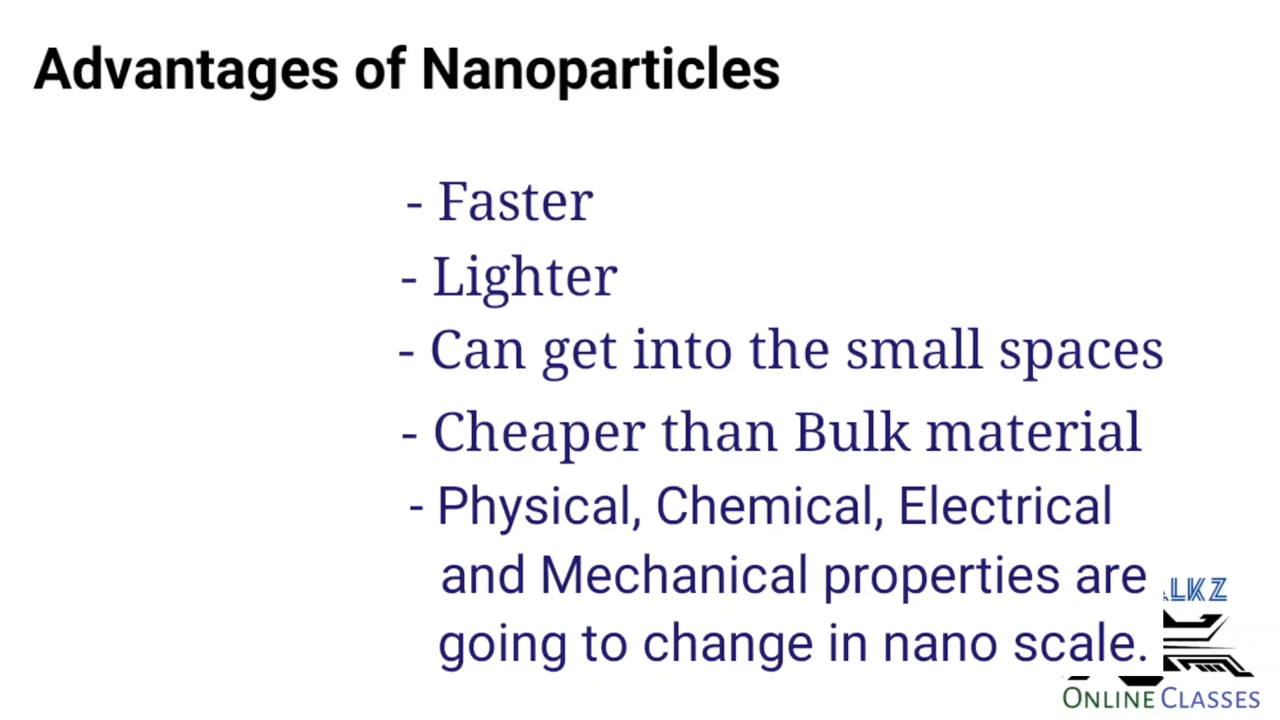 Advantages of Nanoparticles
- Faster
- Lighter
- Can get into the small spaces
- Cheaper than Bulk material
- Physical, Chemical, Electrical
and Mechanical properties are
going to change in nano scale.
LKZ
ONLINE CLASSES